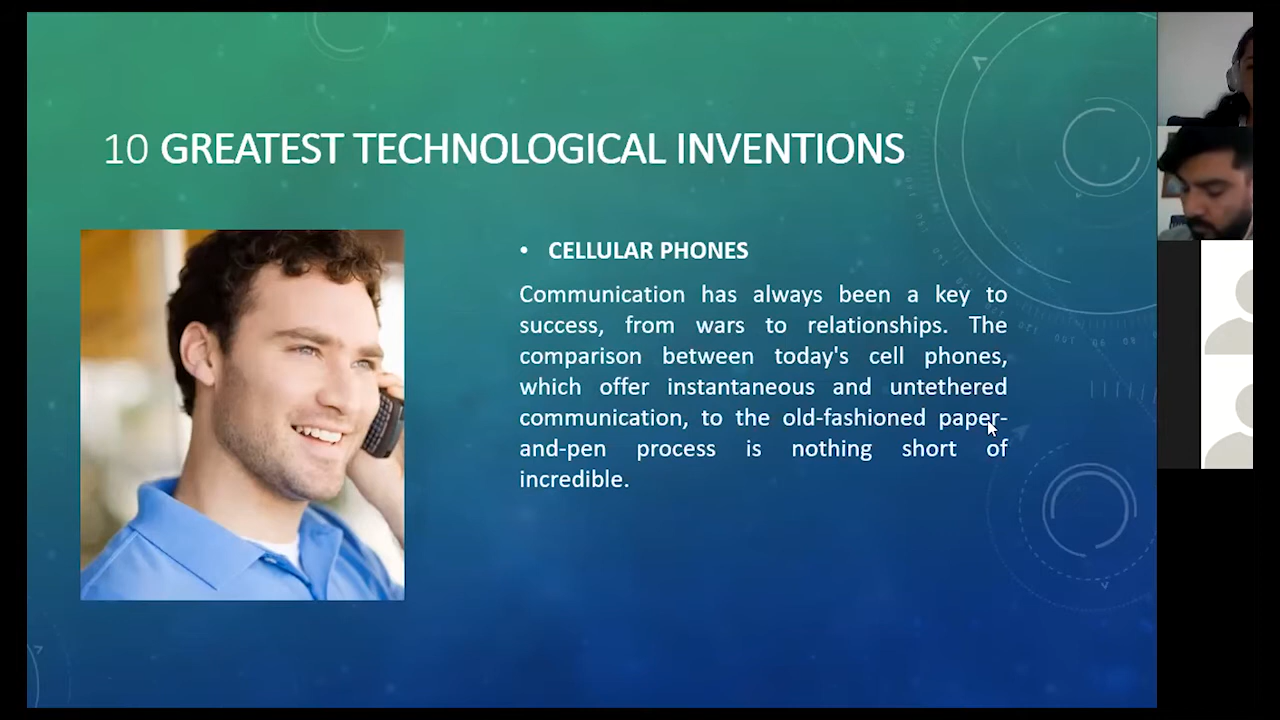 10 GREATEST TECHNOLOGICAL INVENTIONS
• CELLULAR PHONES
Communication has always been a key to
success, from wars to relationships. The
comparison between today's cell phones,
which offer instantaneous and untethered
communication, to the old-fashioned paper-
and-pen process is nothing short of
incredible.